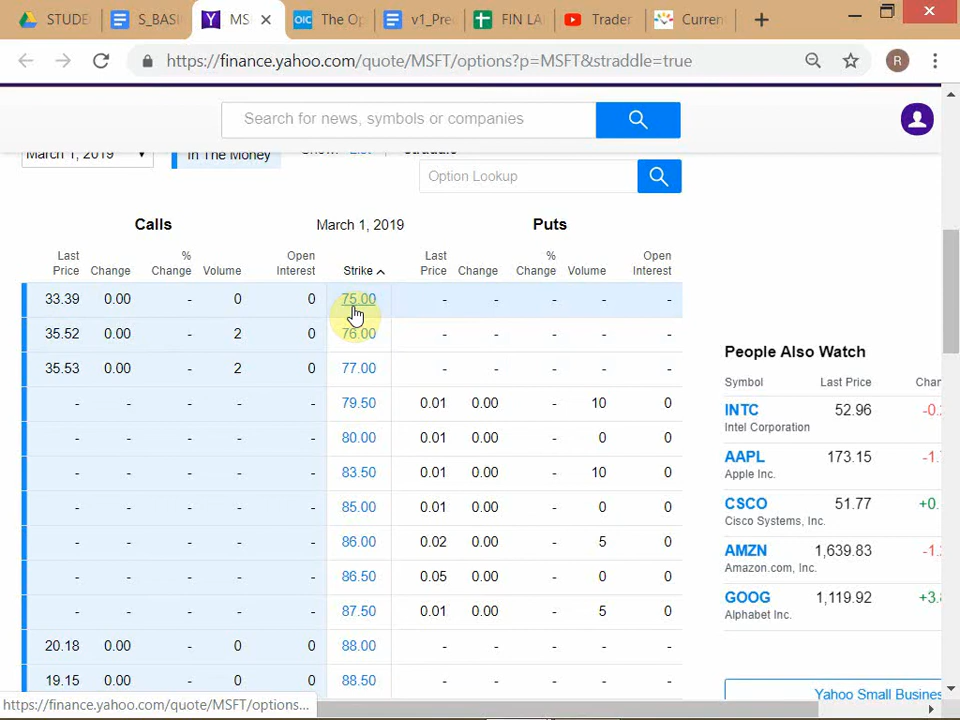 STUDE
S_BASI
MS
OIC The Op
v1_Pre
FIN LA
Trader
Curren
https://finance.yahoo.com/quote/MSFT/options?p=MSFT&straddle=true
R
Search for news, symbols or companies
March 1, 2019
In The Money
Show: List
Straddle
Option Lookup
Calls March 1, 2019 Puts
Last Price Change % Change Volume Open Interest Strike Last Price Change % Change Volume Open Interest
33.39 0.00 - 0 0 75.00 - - - - -
35.52 0.00 - 2 0 76.00 - - - - -
35.53 0.00 - 2 0 77.00 - - - - -
- - - - - 79.50 0.01 0.00 - 10 0
- - - - - 80.00 0.01 0.00 - 0 0
- - - - - 83.50 0.01 0.00 - 10 0
- - - - - 85.00 0.01 0.00 - 0 0
- - - - - 86.00 0.02 0.00 - 5 0
- - - - - 86.50 0.05 0.00 - 0 0
- - - - - 87.50 0.01 0.00 - 5 0
20.18 0.00 - 0 0 88.00 - - - - -
19.15 0.00 - 0 0 88.50 - - - - -
People Also Watch
Symbol Last Price Chan
INTC 52.96 -0.
Intel Corporation
AAPL 173.15 -1.
Apple Inc.
CSCO 51.77 +0.
Cisco Systems, Inc.
AMZN 1,639.83 -1.
Amazon.com, Inc.
GOOG 1,119.92 +3.
Alphabet Inc.
Yahoo Small Busines
https://finance.yahoo.com/quote/MSFT/options...